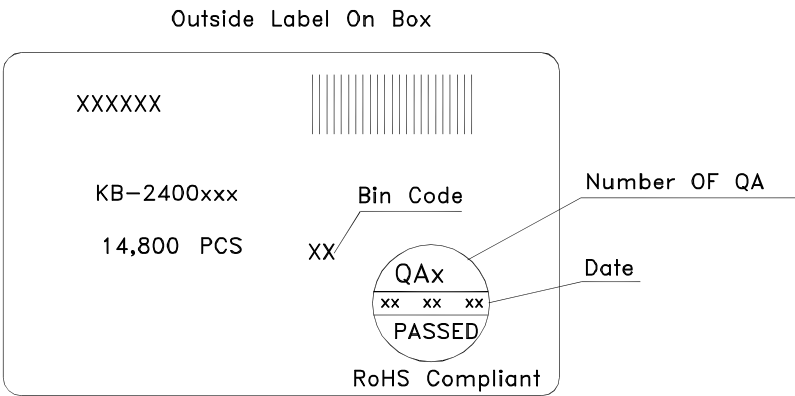 Outside Label On Box
XXXXXX
KB-2400xxx
Bin Code
Number OF QA
14,800 PCS
XX
QAx
Date
xx xx xx
PASSED
RoHS Compliant